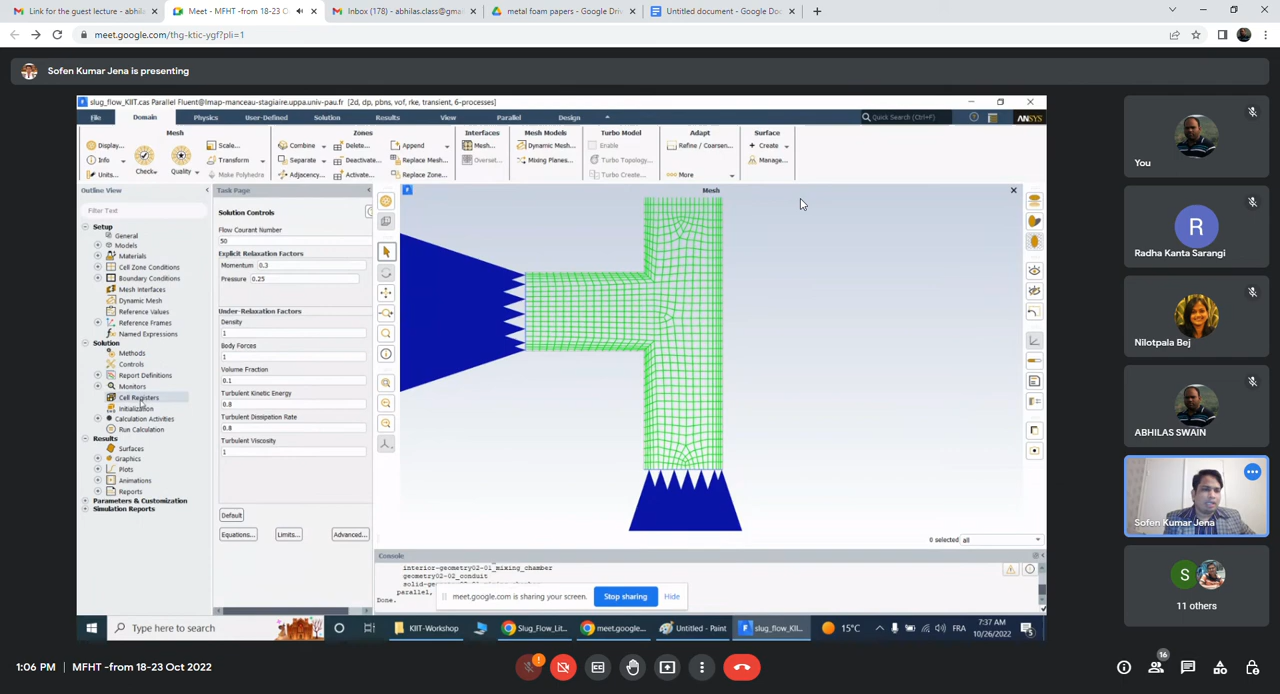 Link for the guest lecture - abhila
Meet - MFHT -from 18-23 Oc
Inbox (178) - abhilas.class@gmai
metal foam papers - Google Driv
Untitled document - Google Doc
meet.google.com/thg-ktic-ygf?pli=1
Sofen Kumar Jena is presenting
slug_flow_KIIT.cas Parallel Fluent@lmap-manceau-stagiaire.uppa.univ-pau.fr [2d, dp, pbns, vof, rke, transient, 6-processes]
File Domain Physics User-Defined Solution Results View Parallel Design Quick Search (Ctrl+F) ANSYS
Mesh Zones Interfaces Mesh Models Turbo Model Adapt Surface
Display... Scale... Combine Delete... Append Mesh... Dynamic Mesh... Enable Refine / Coarsen... Create
Info Transform Separate Deactivate... Replace Mesh... Overset... Mixing Planes... Turbo Topology... Manage...
Units... Check Quality Make Polyhedra Adjacency... Activate... Replace Zone... Turbo Create... More
Outline View
Filter Text
Setup
General
Models
Materials
Cell Zone Conditions
Boundary Conditions
Mesh Interfaces
Dynamic Mesh
Reference Values
Reference Frames
Named Expressions
Solution
Methods
Controls
Report Definitions
Monitors
Cell Registers
Initialization
Calculation Activities
Run Calculation
Results
Surfaces
Graphics
Plots
Animations
Reports
Parameters & Customization
Simulation Reports
Task Page
Solution Controls
Flow Courant Number
50
Explicit Relaxation Factors
Momentum 0.3
Pressure 0.25
Under-Relaxation Factors
Density
1
Body Forces
1
Volume Fraction
0.1
Turbulent Kinetic Energy
0.8
Turbulent Dissipation Rate
0.8
Turbulent Viscosity
1
Default
Equations... Limits... Advanced...
Mesh
0 selected all
Console
interior-geometry02-01_mixing_chamber
geometry02-02_conduit
parallel,
Done.
meet.google.com is sharing your screen. Stop sharing Hide
Type here to search
KIIT-Workshop
Slug_Flow_Lit...
meet.google...
Untitled - Paint
slug_flow_KII...
15°C
FRA
7:37 AM
10/26/2022
5
You
R
Radha Kanta Sarangi
Nilotpala Bej
ABHILAS SWAIN
Sofen Kumar Jena
S
11 others
1:06 PM | MFHT -from 18-23 Oct 2022
16